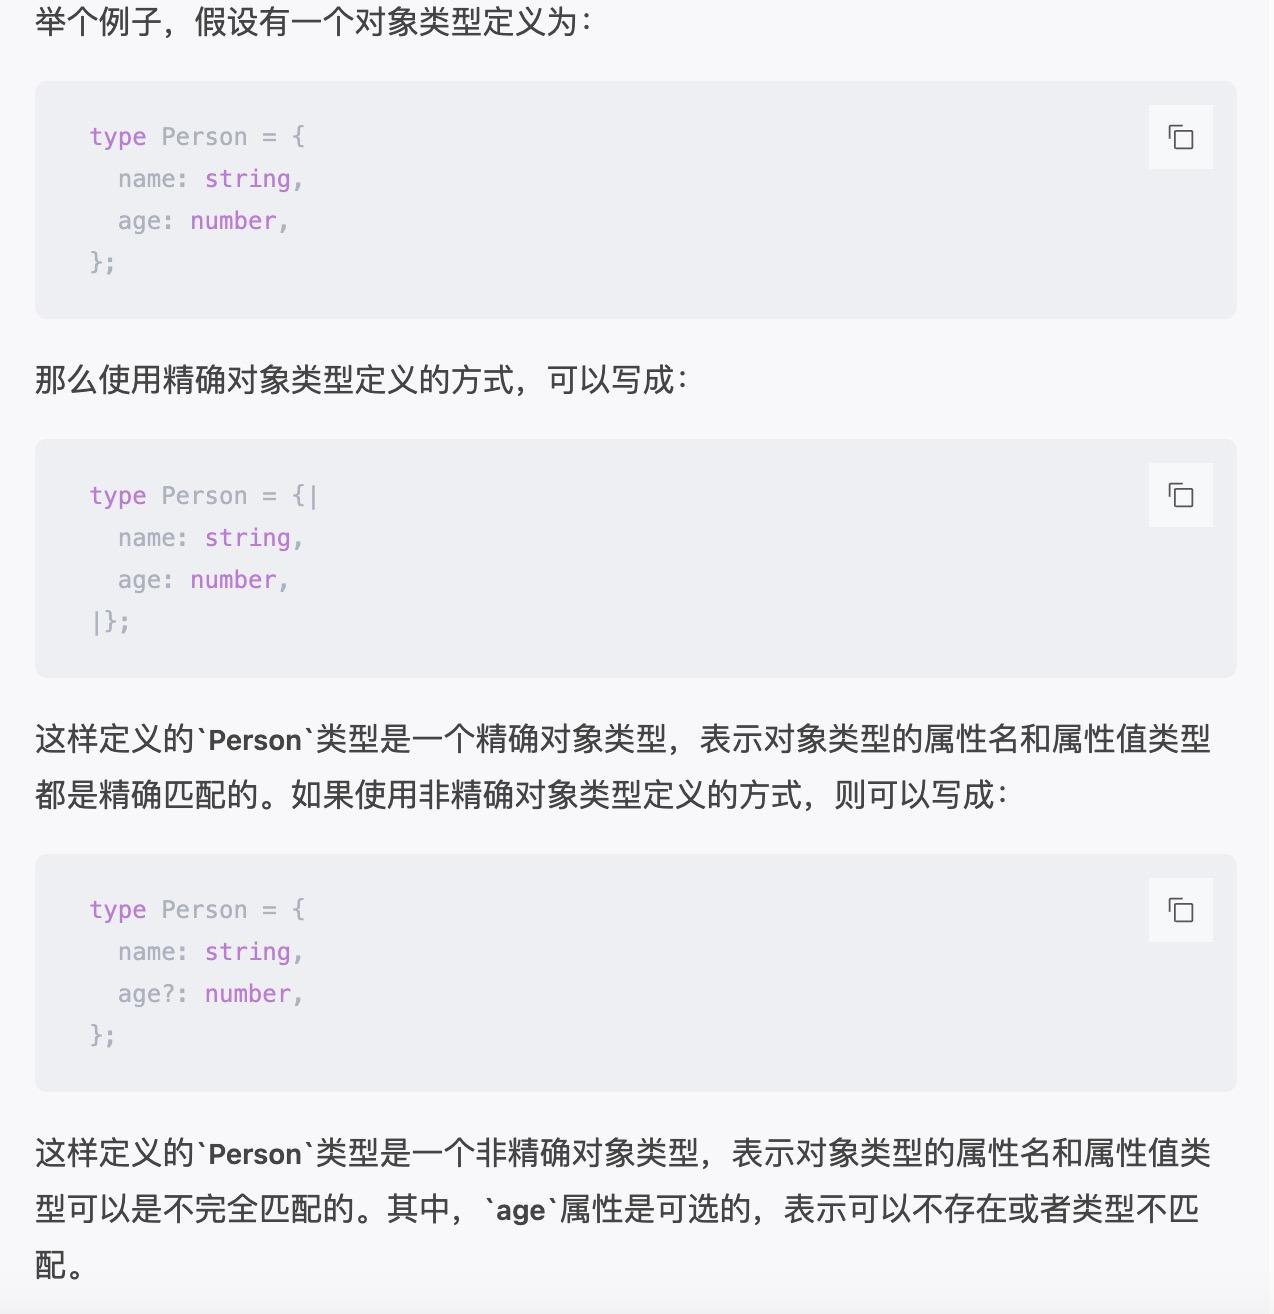 举个例子，假设有一个对象类型定义为：
type Person = {
  name: string,
  age: number,
};
那么使用精确对象类型定义的方式，可以写成：
type Person = {|
  name: string,
  age: number,
|};
这样定义的`Person`类型是一个精确对象类型，表示对象类型的属性名和属性值类型
都是精确匹配的。如果使用非精确对象类型定义的方式，则可以写成：
type Person = {
  name: string,
  age?: number,
};
这样定义的`Person`类型是一个非精确对象类型，表示对象类型的属性名和属性值类
型可以是不完全匹配的。其中，`age`属性是可选的，表示可以不存在或者类型不匹
配。